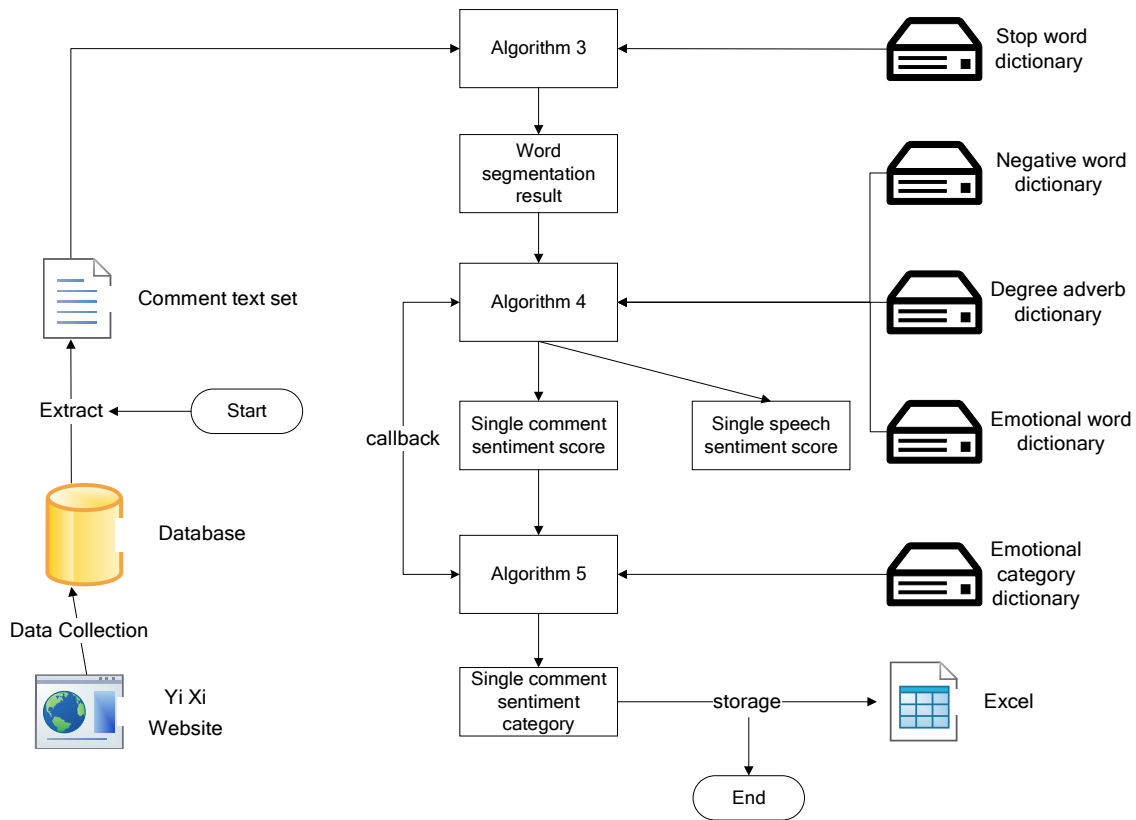 Algorithm 3
Stop word
dictionary
Word
segmentation
result
Negative word
dictionary
Comment text set
Algorithm 4
Degree adverb
dictionary
Extract
Start
callback
Single comment
sentiment score
Single speech
sentiment score
Emotional word
dictionary
Database
Algorithm 5
Emotional
category
dictionary
Data Collection
Yi Xi
Website
Single comment
sentiment
category
storage
Excel
End